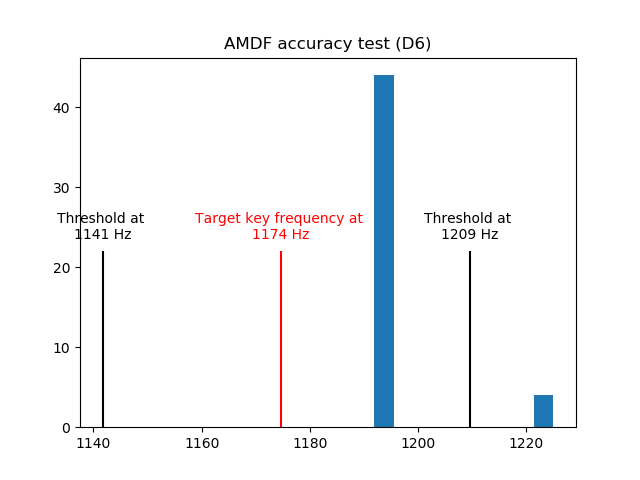 AMDF accuracy test (D6)
40
30
20
10
0
Threshold at
1141 Hz
Target key frequency at
1174 Hz
Threshold at
1209 Hz
1140
1160
1180
1200
1220